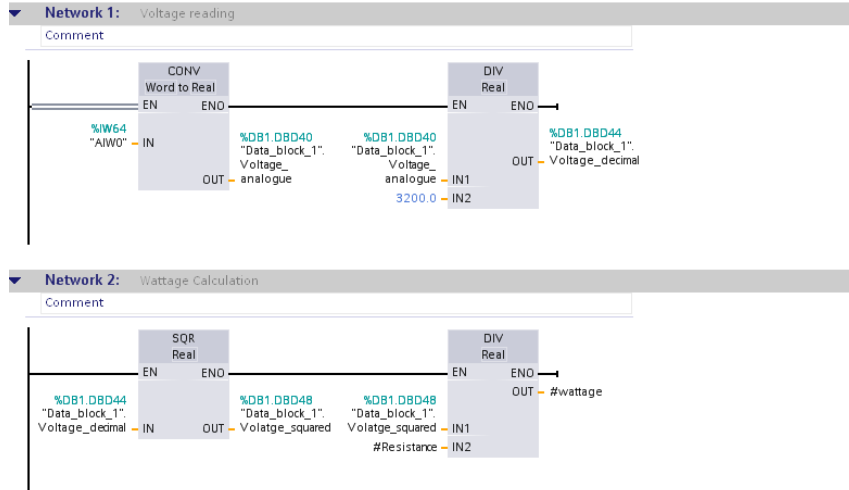 Network 1: Voltage reading
Comment
CONV
Word to Real
EN ENO
%IW64
"AIW0" IN
%DB1.DBD40
"Data_block_1".
Voltage_
OUT analogue
DIV
Real
EN ENO
%DB1.DBD40
"Data_block_1".
Voltage_
analogue IN1
3200.0 IN2
%DB1.DBD44
"Data_block_1".
OUT Voltage_decimal
Network 2: Wattage Calculation
Comment
SQR
Real
EN ENO
%DB1.DBD44
"Data_block_1".
Voltage_decimal IN
%DB1.DBD48
"Data_block_1".
OUT Volatge_squared
DIV
Real
EN ENO
OUT #wattage
%DB1.DBD48
"Data_block_1".
Volatge_squared IN1
#Resistance IN2